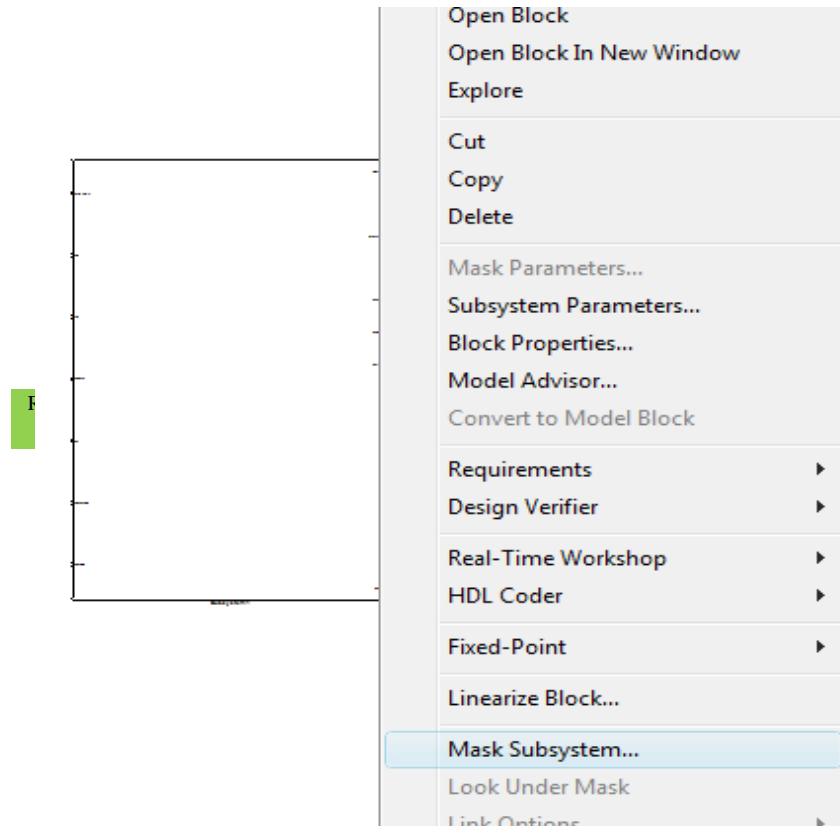 Open Block
Open Block In New Window
Explore
Cut
Copy
Delete
Mask Parameters...
Subsystem Parameters...
Block Properties...
Model Advisor...
Convert to Model Block
Requirements
Design Verifier
Real-Time Workshop
HDL Coder
Fixed-Point
Linearize Block...
Mask Subsystem...
Look Under Mask
Link Options